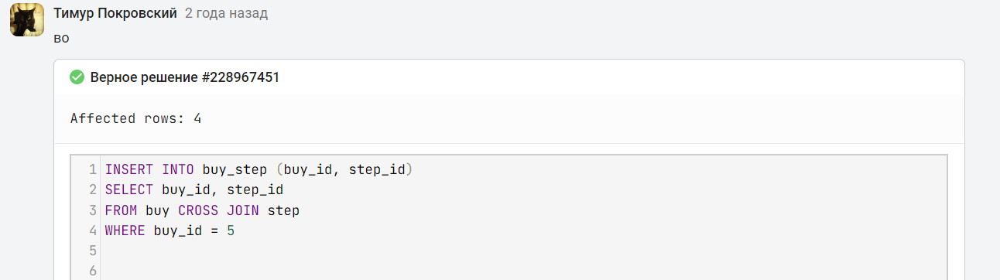 Тимур Покровский 2 года назад
во
Верное решение #228967451
Affected rows: 4
1 INSERT INTO buy_step (buy_id, step_id)
2 SELECT buy_id, step_id
3 FROM buy CROSS JOIN step
4 WHERE buy_id = 5
5
6